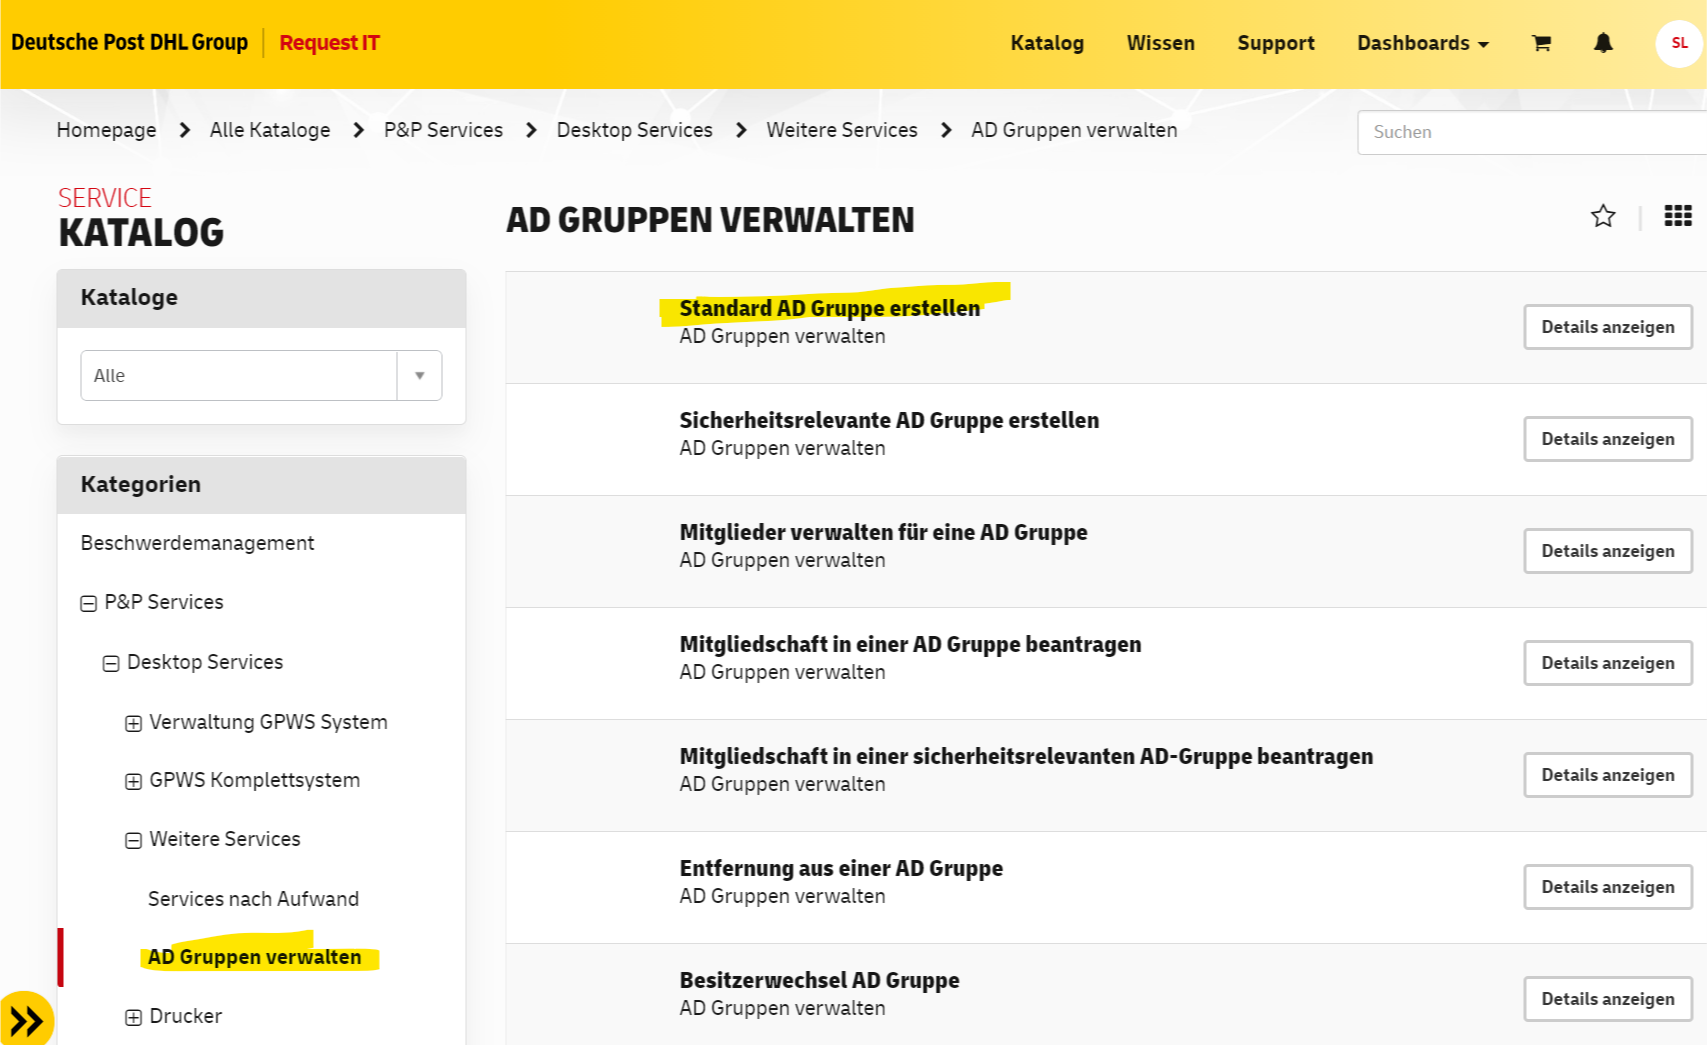 Deutsche Post DHL Group Request IT Katalog Wissen Support Dashboards SL
Homepage Alle Kataloge P&P Services Desktop Services Weitere Services AD Gruppen verwalten
Suchen
SERVICE
KATALOG
Kataloge
Alle
Kategorien
Beschwerdemanagement
P&P Services
Desktop Services
Verwaltung GPWS System
GPWS Komplettsystem
Weitere Services
Services nach Aufwand
AD Gruppen verwalten
Drucker
AD GRUPPEN VERWALTEN
Standard AD Gruppe erstellen
AD Gruppen verwalten
Details anzeigen
Sicherheitsrelevante AD Gruppe erstellen
AD Gruppen verwalten
Details anzeigen
Mitglieder verwalten für eine AD Gruppe
AD Gruppen verwalten
Details anzeigen
Mitgliedschaft in einer AD Gruppe beantragen
AD Gruppen verwalten
Details anzeigen
Mitgliedschaft in einer sicherheitsrelevanten AD-Gruppe beantragen
AD Gruppen verwalten
Details anzeigen
Entfernung aus einer AD Gruppe
AD Gruppen verwalten
Details anzeigen
Besitzerwechsel AD Gruppe
AD Gruppen verwalten
Details anzeigen